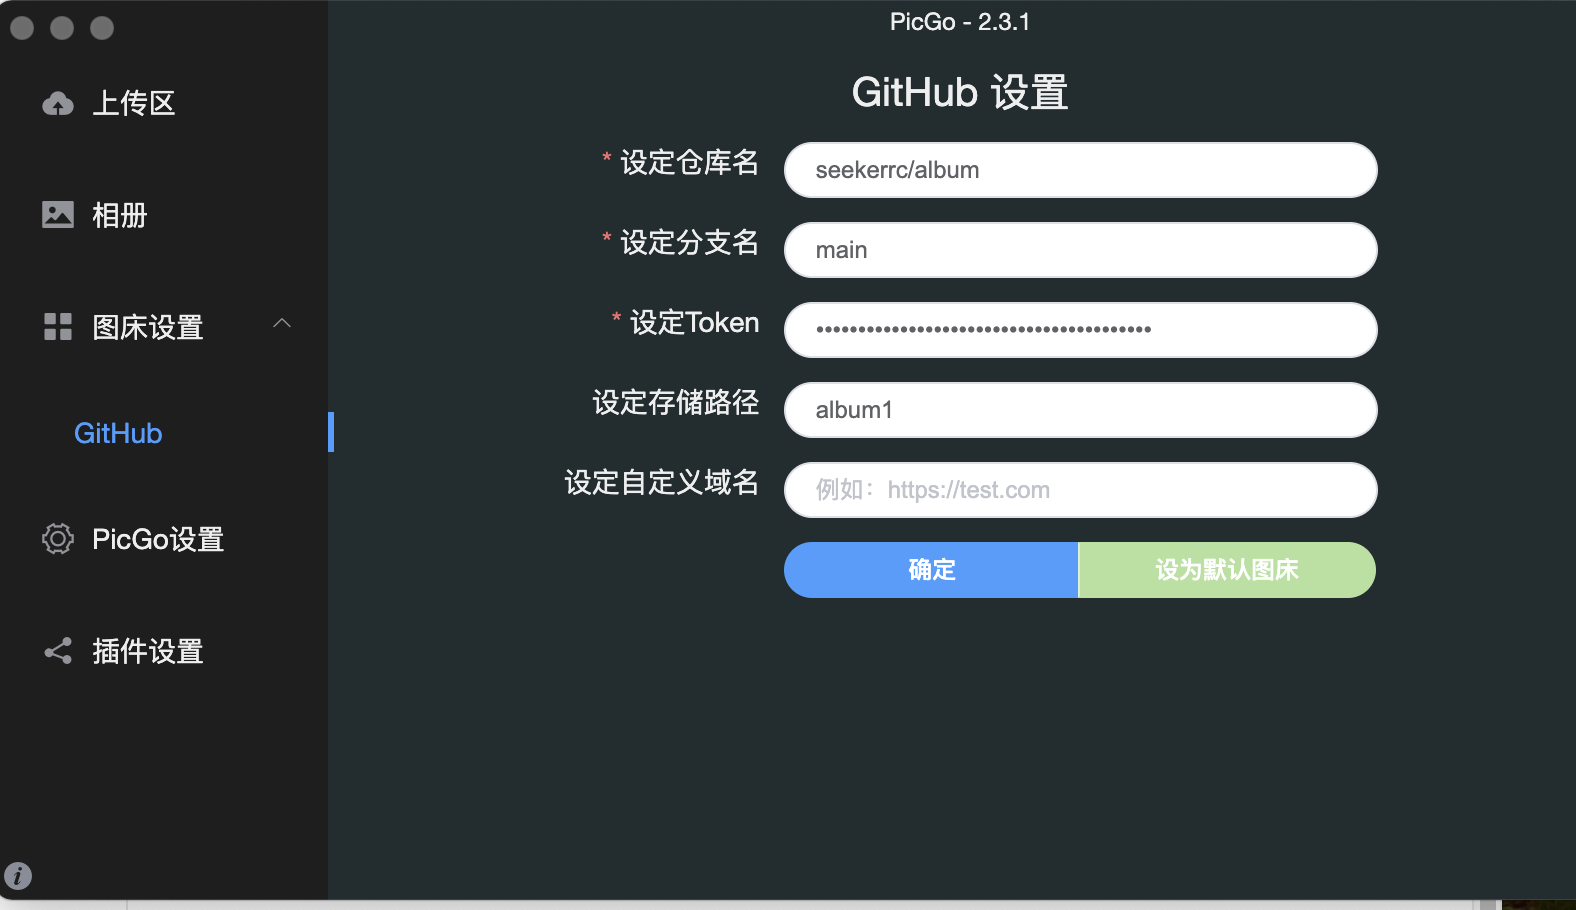 PicGo - 2.3.1
上传区
相册
图床设置
GitHub
PicGo设置
插件设置
GitHub 设置
* 设定仓库名 seekerrc/album
* 设定分支名 main
* 设定Token ••••••••••••••••••••••••••••••••••••••••
设定存储路径 album1
设定自定义域名 例如：https://test.com
确定 设为默认图床